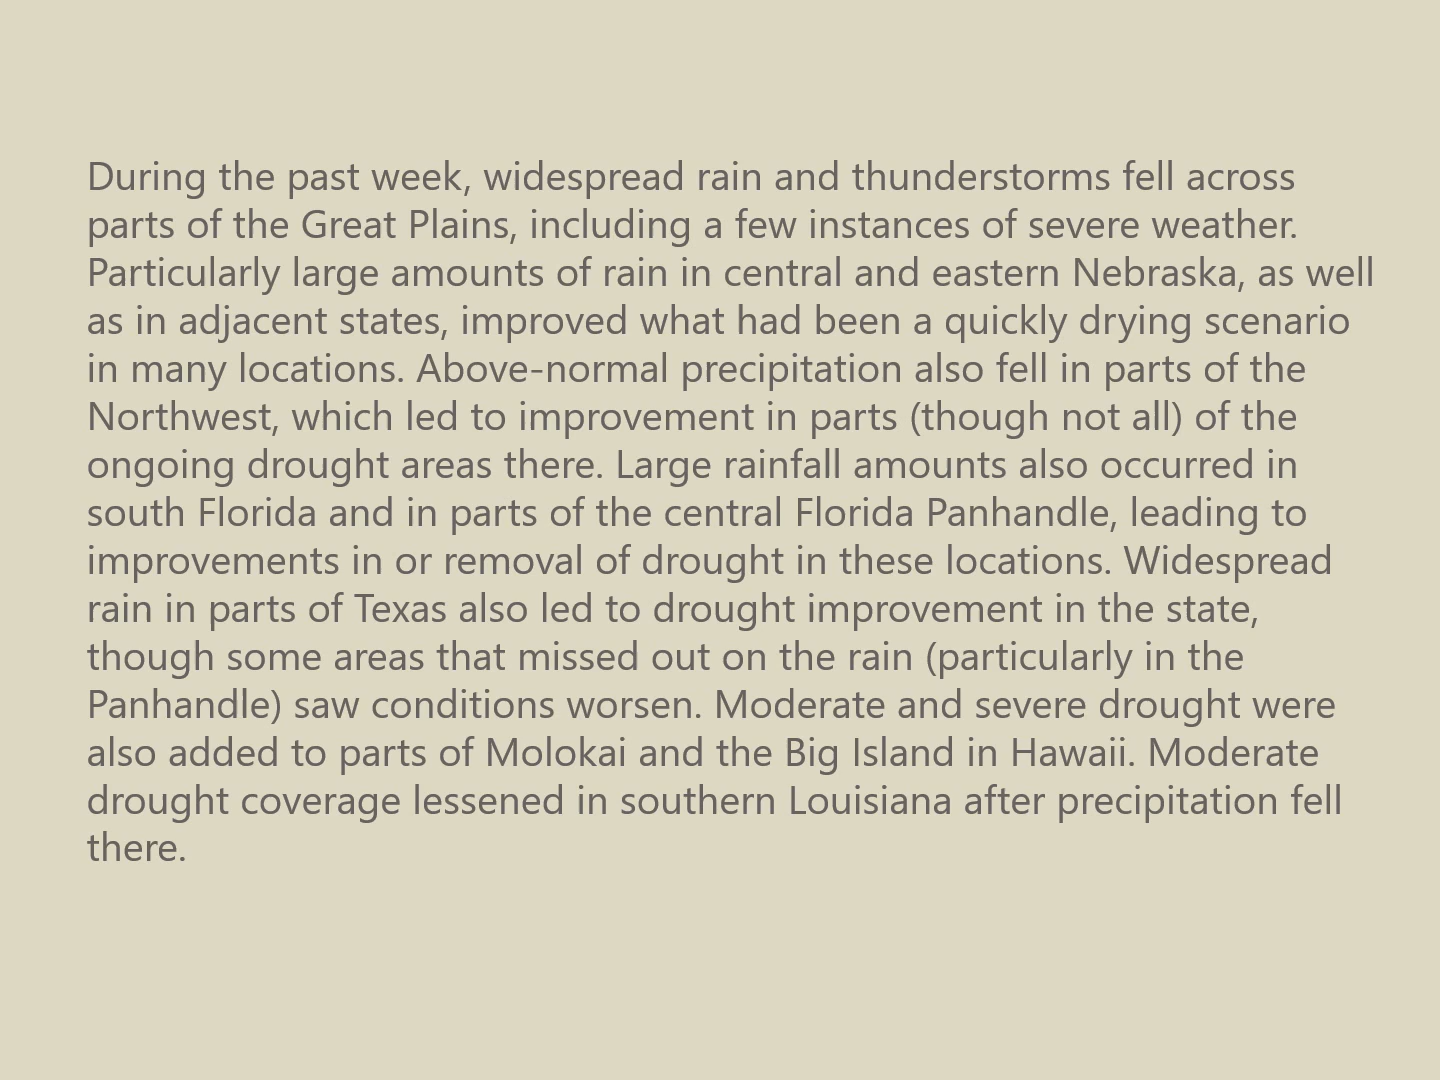 During the past week, widespread rain and thunderstorms fell across
parts of the Great Plains, including a few instances of severe weather.
Particularly large amounts of rain in central and eastern Nebraska, as well
as in adjacent states, improved what had been a quickly drying scenario
in many locations. Above-normal precipitation also fell in parts of the
Northwest, which led to improvement in parts (though not all) of the
ongoing drought areas there. Large rainfall amounts also occurred in
south Florida and in parts of the central Florida Panhandle, leading to
improvements in or removal of drought in these locations. Widespread
rain in parts of Texas also led to drought improvement in the state,
though some areas that missed out on the rain (particularly in the
Panhandle) saw conditions worsen. Moderate and severe drought were
also added to parts of Molokai and the Big Island in Hawaii. Moderate
drought coverage lessened in southern Louisiana after precipitation fell
there.